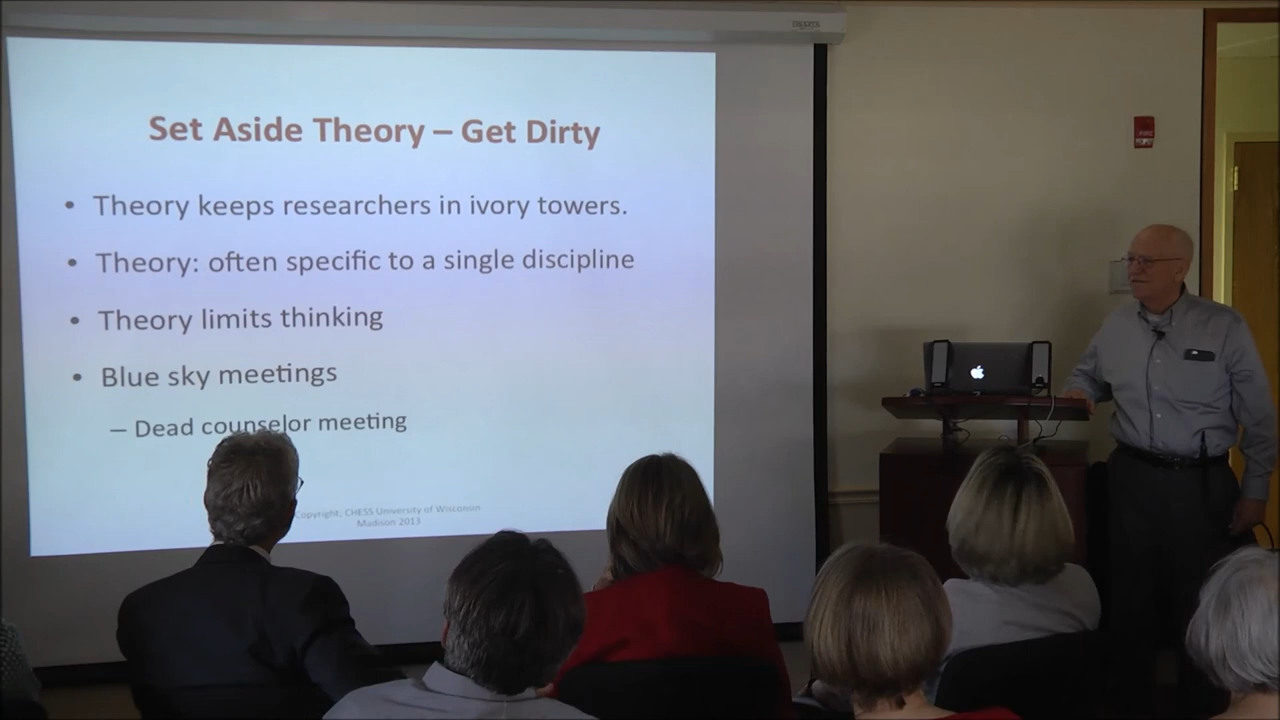 Set Aside Theory – Get Dirty
• Theory keeps researchers in ivory towers.
• Theory: often specific to a single discipline
• Theory limits thinking
• Blue sky meetings
– Dead counselor meeting
Copyright; CHESS University of Wisconsin
Madison 2013